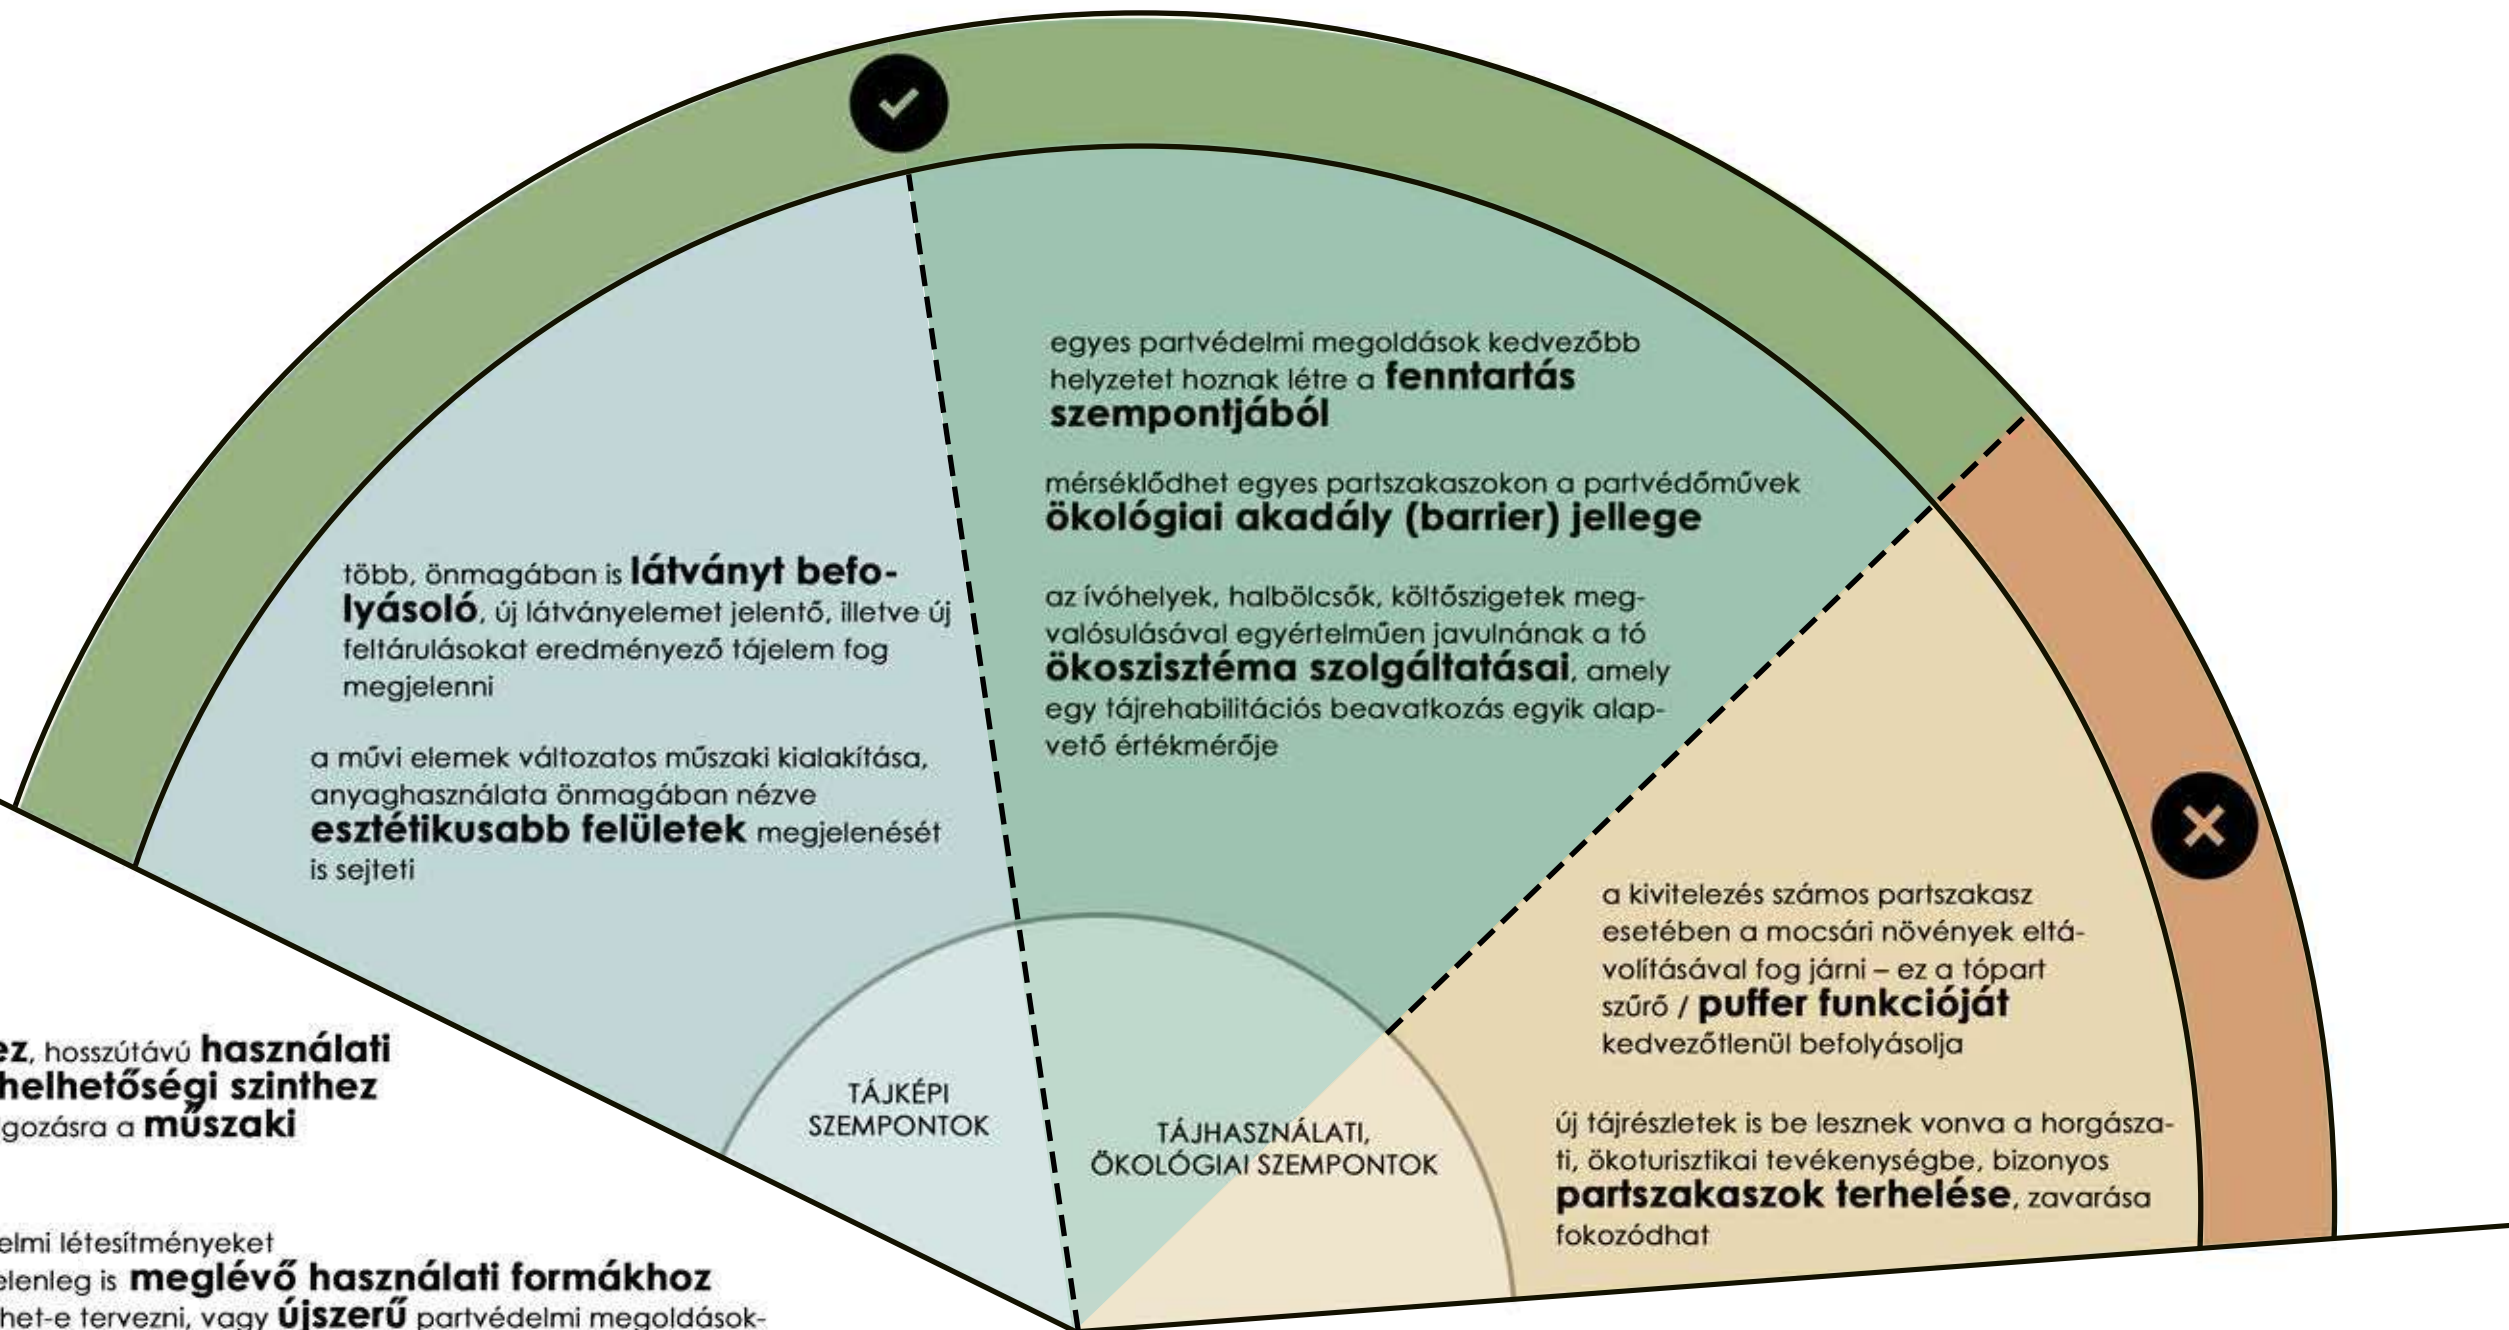 egyes partvédelmi megoldások kedvezőbb
helyzetet hoznak létre a fenntartás
szempontjából
mérséklődhet egyes partszakaszokon a partvédőművek
ökológiai akadály (barrier) jellege
az ívóhelyek, halbölcsők, költőszigetek meg-
valósulásával egyértelműen javulnának a tó
ökoszisztéma szolgáltatásai, amely
egy tájrehabilitációs beavatkozás egyik alap-
vető értékmérője
több, önmagában is látványt befo-
lyásoló, új látványelemet jelentő, illetve új
feltárulásokat eredményező tájelem fog
megjelenni
a művi elemek változatos műszaki kialakítása,
anyaghasználata önmagában nézve
esztétikusabb felületek megjelenését
is sejteti
a kivitelezés számos partszakasz
esetében a mocsári növények eltá-
volításával fog járni – ez a tópart
szűrő / puffer funkcióját
kedvezőtlenül befolyásolja
új tájrészletek is be lesznek vonva a horgásza-
ti, ökoturisztikai tevékenységbe, bizonyos
partszakaszok terhelése, zavarása
fokozódhat
TÁJKÉPI
SZEMPONTOK
TÁJHASZNÁLATI,
ÖKOLÓGIAI SZEMPONTOK
ez, hosszútávú használati
helhetőségi szinthez
gozásra a műszaki
elmi létesítményeket
elenleg is meglévő használati formákhoz
het-e tervezni, vagy újszerű partvédelmi megoldások-